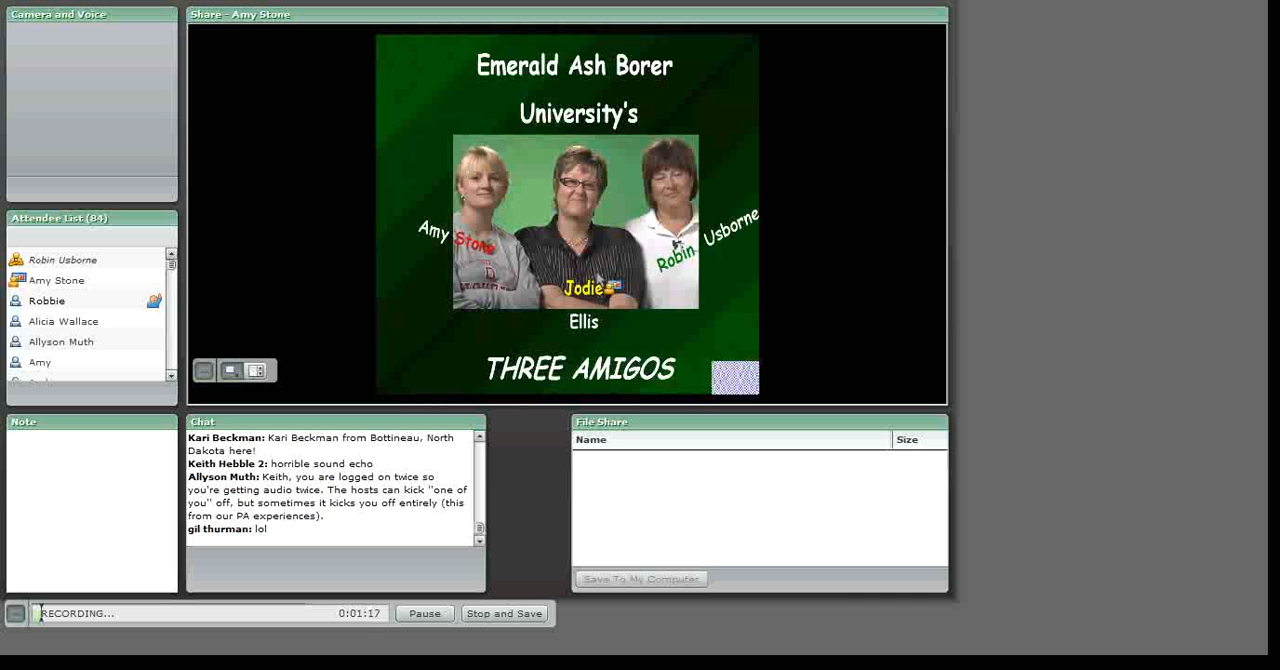 Camera and Voice
Share - Amy Stone
Emerald Ash Borer
University's
Amy Stone
Jodie
Robin Usborne
Ellis
THREE AMIGOS
Attendee List (84)
Robin Usborne
Amy Stone
Robbie
Alicia Wallace
Allyson Muth
Amy
Note
Chat
Kari Beckman: Kari Beckman from Bottineau, North
Dakota here!
Keith Hebble 2: horrible sound echo
Allyson Muth: Keith, you are logged on twice so
you're getting audio twice. The hosts can kick "one of
you" off, but sometimes it kicks you off entirely (this
from our PA experiences).
gil thurman: lol
File Share
Name Size
Save To My Computer
RECORDING... 0:01:17 Pause Stop and Save